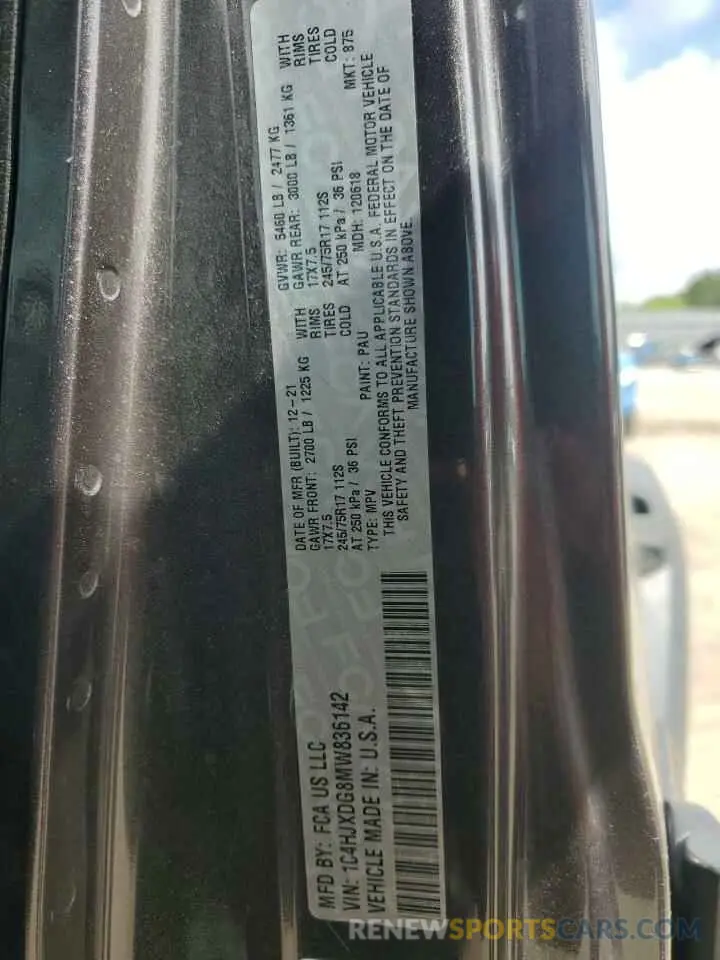 MFD BY: FCA US LLC
VIN: 1C4HJXDG8MW836142
VEHICLE MADE IN: U.S.A.
DATE OF MFR (BUILT): 12-21 GVWR: 5460 LB / 2477 KG
GAWR FRONT: 2700 LB / 1225 KG WITH GAWR REAR: 3000 LB / 1361 KG WITH
17X7.5 RIMS 17X7.5 RIMS
245/75R17 112S TIRES 245/75R17 112S TIRES
AT 250 kPa / 36 PSI COLD AT 250 kPa / 36 PSI COLD
TYPE: MPV PAINT: PAU MDH: 120618 MKT: 875
THIS VEHICLE CONFORMS TO ALL APPLICABLE U.S.A. FEDERAL MOTOR VEHICLE
SAFETY AND THEFT PREVENTION STANDARDS IN EFFECT ON THE DATE OF
MANUFACTURE SHOWN ABOVE.
RENEWSPORTSCARS.COM